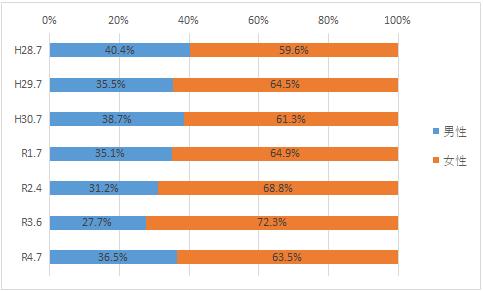 0% 20% 40% 60% 80% 100%
H28.7 40.4% 59.6%
H29.7 35.5% 64.5%
H30.7 38.7% 61.3%
R1.7 35.1% 64.9%
R2.4 31.2% 68.8%
R3.6 27.7% 72.3%
R4.7 36.5% 63.5%
男性
女性